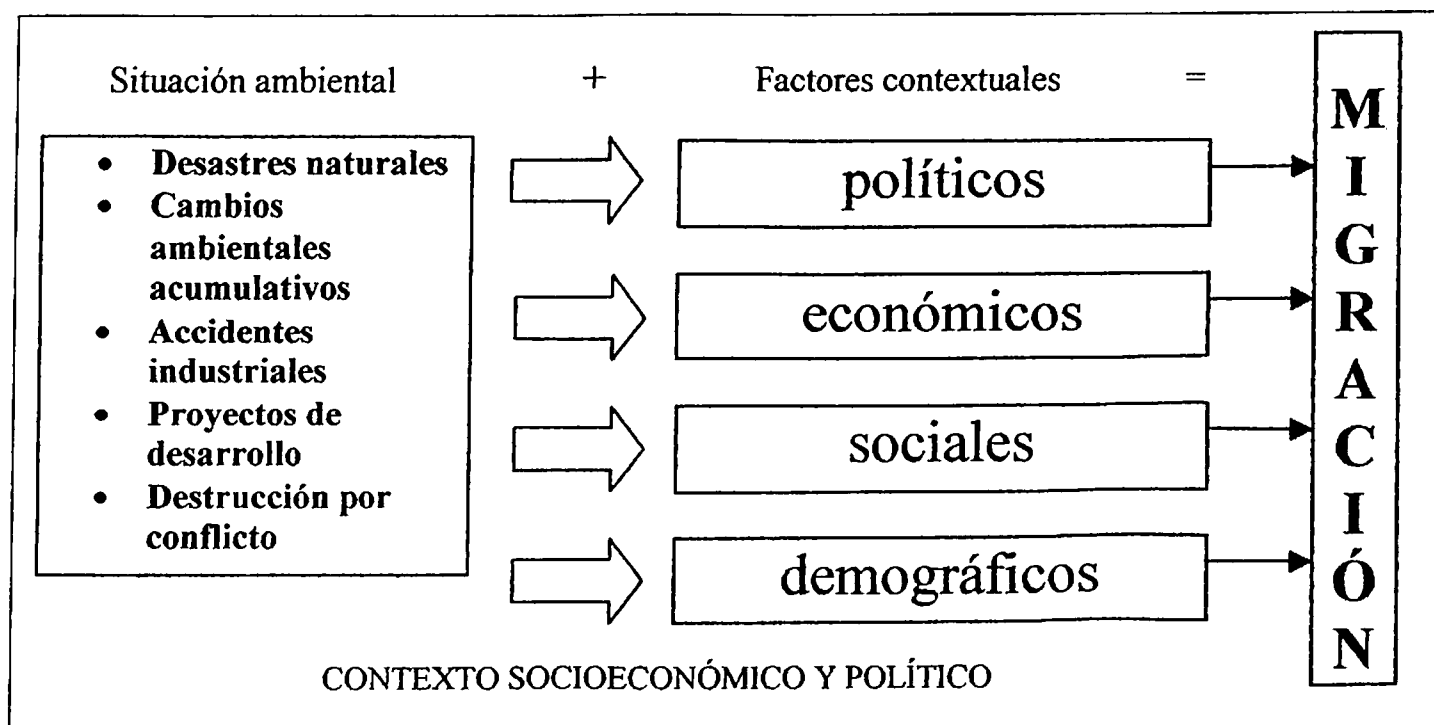 Situación ambiental + Factores contextuales =
• Desastres naturales
• Cambios
ambientales
acumulativos
• Accidentes
industriales
• Proyectos de
desarrollo
• Destrucción por
conflicto
políticos
económicos
sociales
demográficos
MIGRACIÓN
CONTEXTO SOCIOECONÓMICO Y POLÍTICO